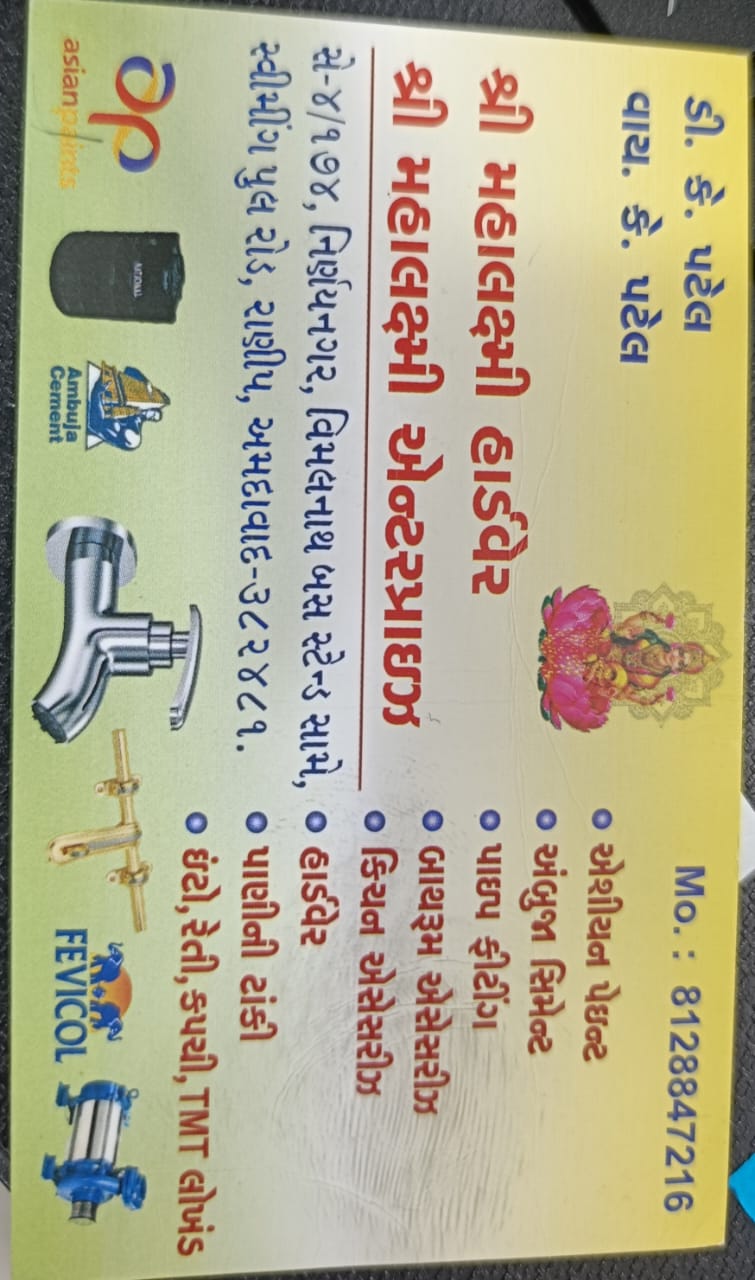 ડી. કે. પટેલ
વાય. કે. પટેલ
Mo. : 8128847216
શ્રી મહાલક્ષ્મી હાર્ડવેર
શ્રી મહાલક્ષ્મી એન્ટરપ્રાઇઝ
સે-૪/૧૭૪, નિર્ણયનગર, વિમલનાથ બસ સ્ટેન્ડ સામે,
સ્વીમીંગ પુલ રોડ, રાણીપ, અમદાવાદ-૩૮૨૪૮૧.
• એશીયન પેઇન્ટ
• અંબુજા સિમેન્ટ
• પાઇપ ફીટીંગ
• બાથરૂમ એસેસરીઝ
• કિચન એસેસરીઝ
• હાર્ડવેર
• પાણીની ટાંકી
• ઇંટો,રેતી,કપચી,TMT લોખંડ
ap
asianpaints
Ambuja
Cement
FEVICOL